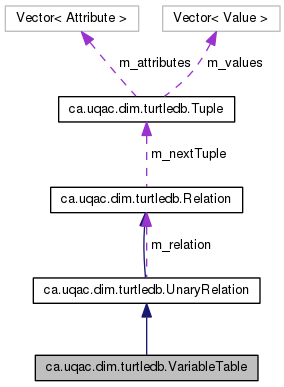 Vector< Attribute >
Vector< Value >
m_attributes
m_values
ca.uqac.dim.turtledb.Tuple
m_nextTuple
ca.uqac.dim.turtledb.Relation
m_relation
ca.uqac.dim.turtledb.UnaryRelation
ca.uqac.dim.turtledb.VariableTable